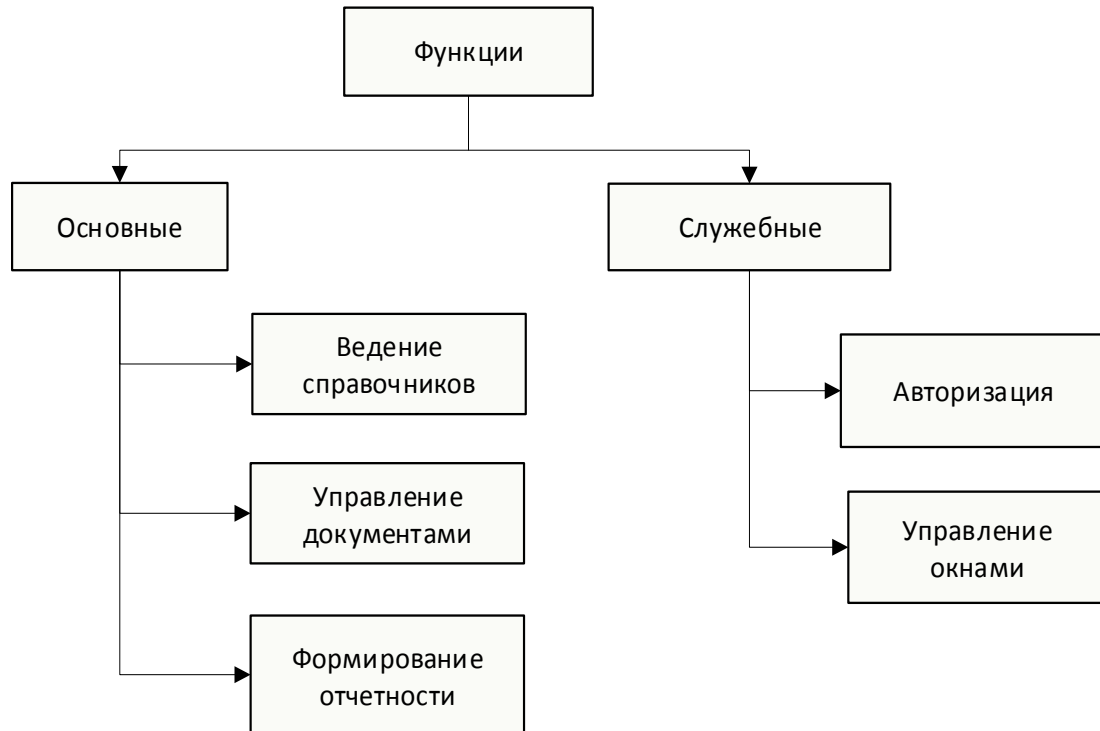 Функции
Основные
Служебные
Ведение
справочников
Авторизация
Управление
документами
Управление
окнами
Формирование
отчетности